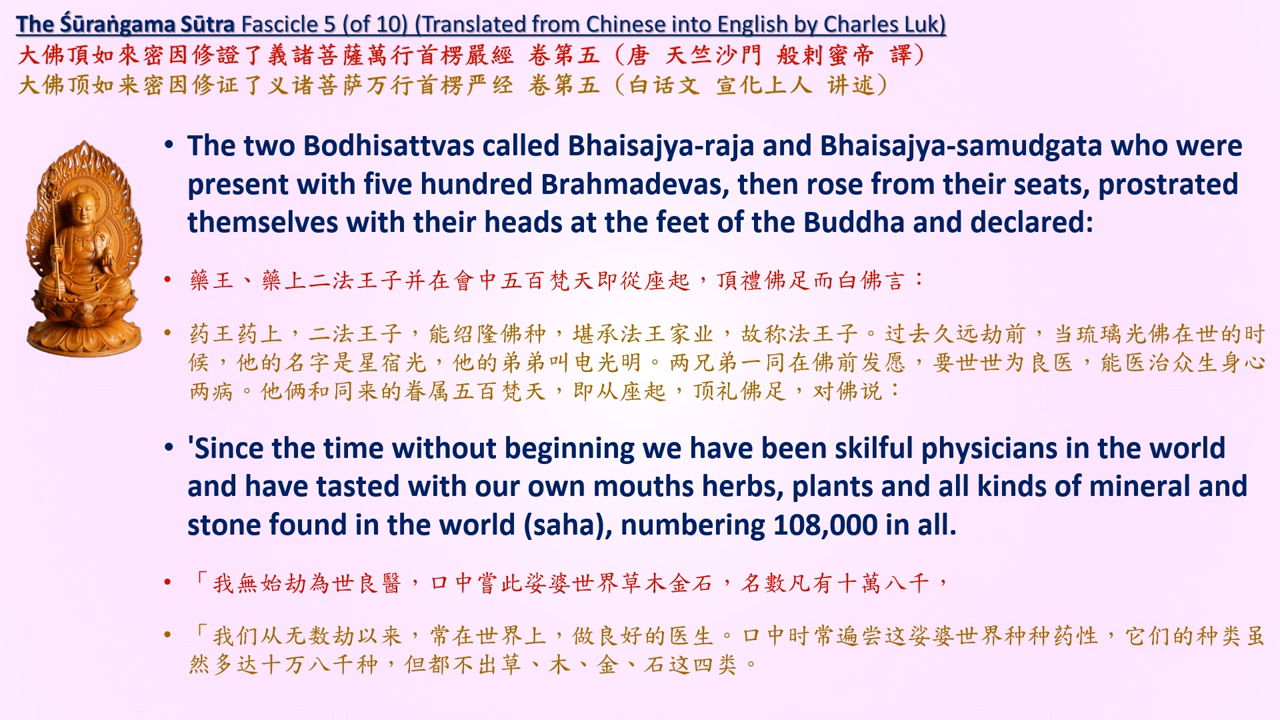 The Śūraṅgama Sūtra Fascicle 5 (of 10) (Translated from Chinese into English by Charles Luk)
大佛頂如來密因修證了義諸菩薩萬行首楞嚴經 卷第五（唐 天竺沙門 般剌蜜帝 譯）
大佛顶如来密因修证了义诸菩萨万行首楞严经 卷第五（白话文 宣化上人 讲述）
• The two Bodhisattvas called Bhaisajya-raja and Bhaisajya-samudgata who were
present with five hundred Brahmadevas, then rose from their seats, prostrated
themselves with their heads at the feet of the Buddha and declared:
• 藥王、藥上二法王子并在會中五百梵天即從座起，頂禮佛足而白佛言：
• 药王药上，二法王子，能绍隆佛种，堪承法王家业，故称法王子。过去久远劫前，当琉璃光佛在世的时
候，他的名字是星宿光，他的弟弟叫电光明。两兄弟一同在佛前发愿，要世世为良医，能医治众生身心
两病。他俩和同来的眷属五百梵天，即从座起，顶礼佛足，对佛说：
• 'Since the time without beginning we have been skilful physicians in the world
and have tasted with our own mouths herbs, plants and all kinds of mineral and
stone found in the world (saha), numbering 108,000 in all.
• 「我無始劫為世良醫，口中嘗此娑婆世界草木金石，名數凡有十萬八千，
• 「我们从无数劫以来，常在世界上，做良好的医生。口中时常遍尝这娑婆世界种种药性，它们的种类虽
然多达十万八千种，但都不出草、木、金、石这四类。